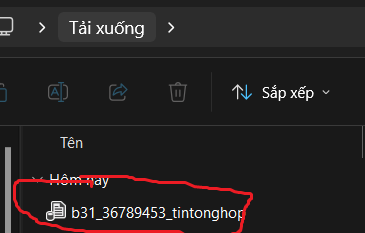 Tải xuống
Sắp xếp
Tên
Hôm nay
b31_36789453_tintonghop